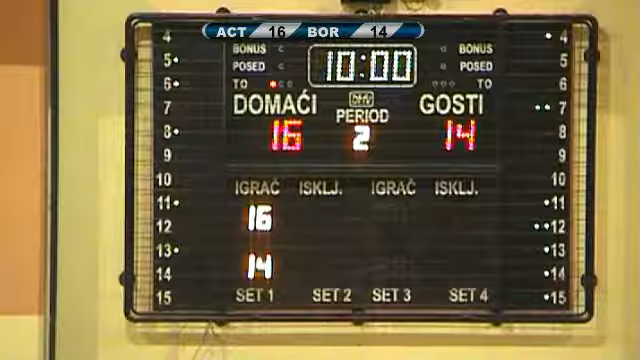 ACT 16 BOR 14
4 4
BONUS BONUS
5 10:00 5
POSED POSED
6 TO TO 6
7 DOMAĆI GOSTI 7
PERIOD
8 16 2 14 8
9 9
10 10
IGRAČ ISKLJ. IGRAČ ISKLJ.
11 11
12 16 12
13 13
14 14 14
15 SET 1 SET 2 SET 3 SET 4 15